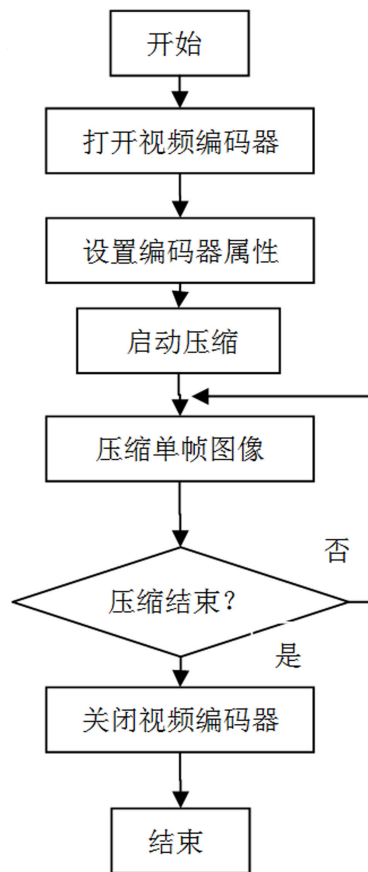 开始
打开视频编码器
设置编码器属性
启动压缩
压缩单帧图像
否
压缩结束?
是
关闭视频编码器
结束